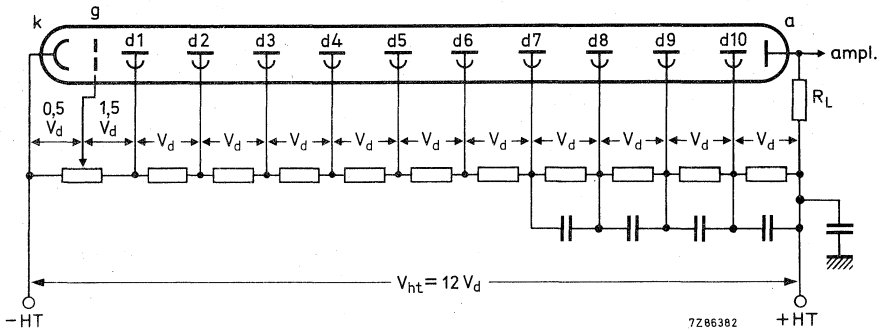 k g a
d1 d2 d3 d4 d5 d6 d7 d8 d9 d10
ampl.
R_L
0,5 V_d 1,5 V_d V_d V_d V_d V_d V_d V_d V_d V_d V_d V_d
V_ht = 12 V_d
-HT +HT
7Z86382